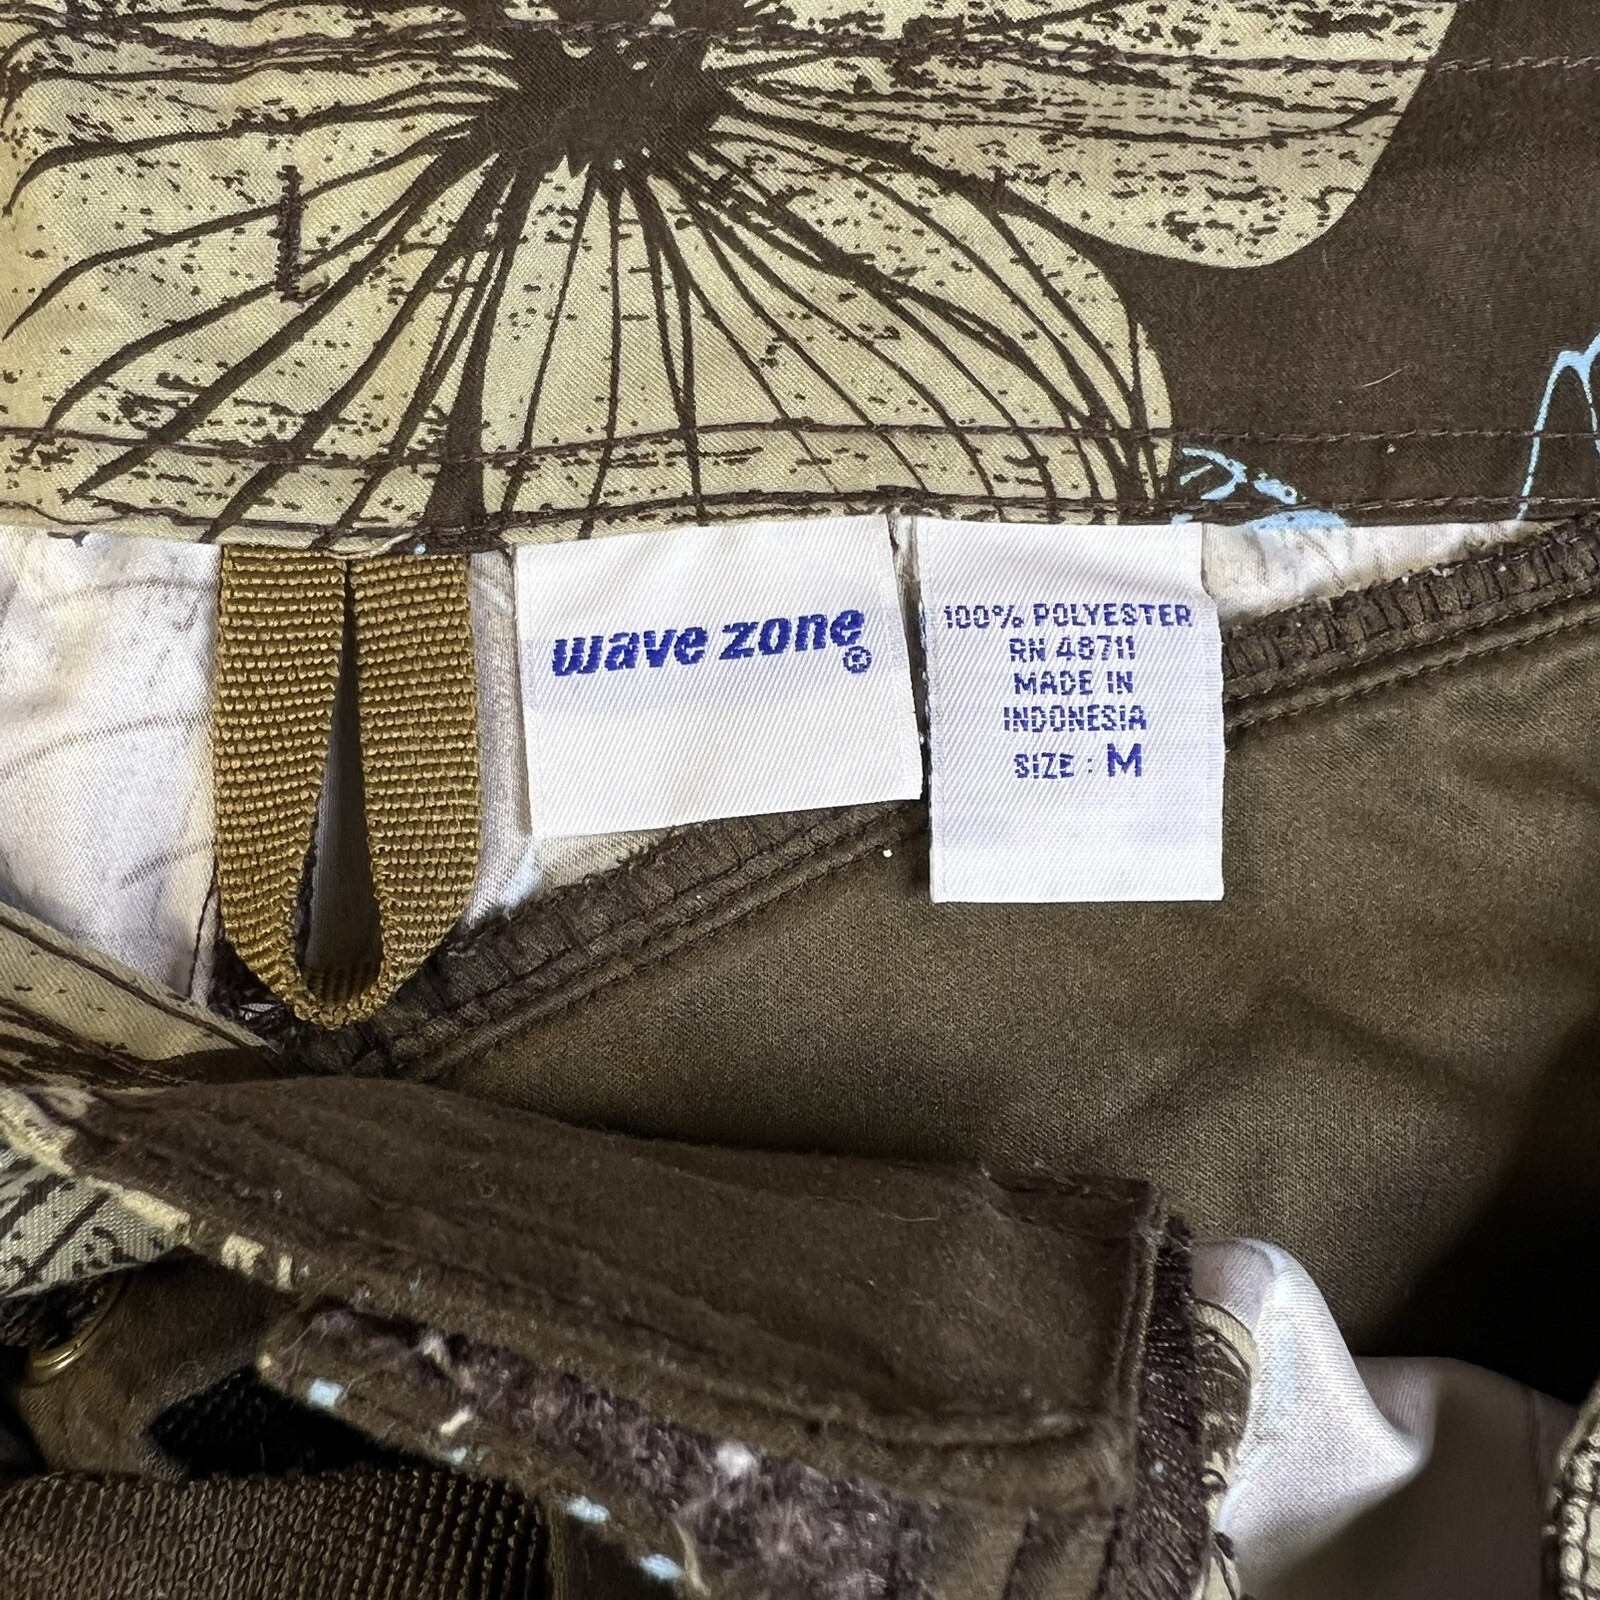 wave zone®
100% POLYESTER
RN 48711
MADE IN
INDONESIA
SIZE : M